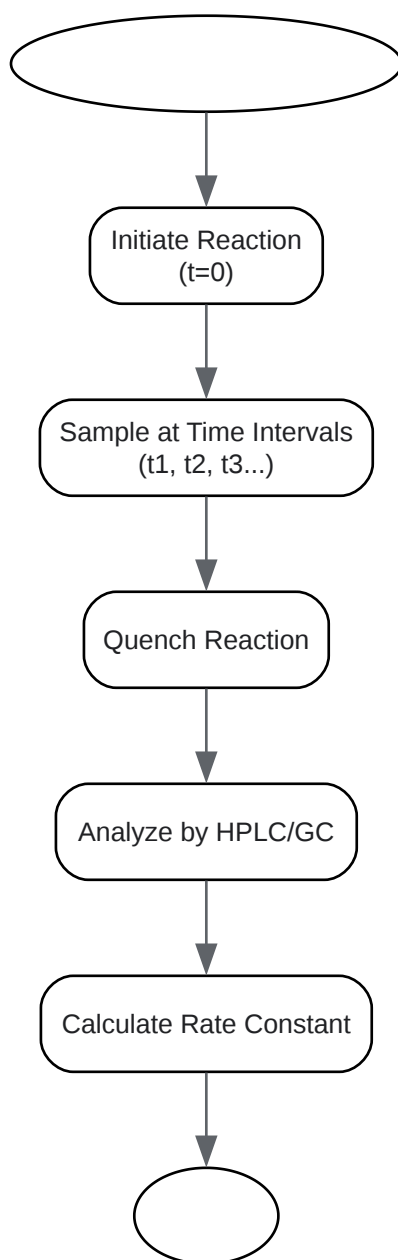 Initiate Reaction
(t=0)
Sample at Time Intervals
(t1, t2, t3...)
Quench Reaction
Analyze by HPLC/GC
Calculate Rate Constant